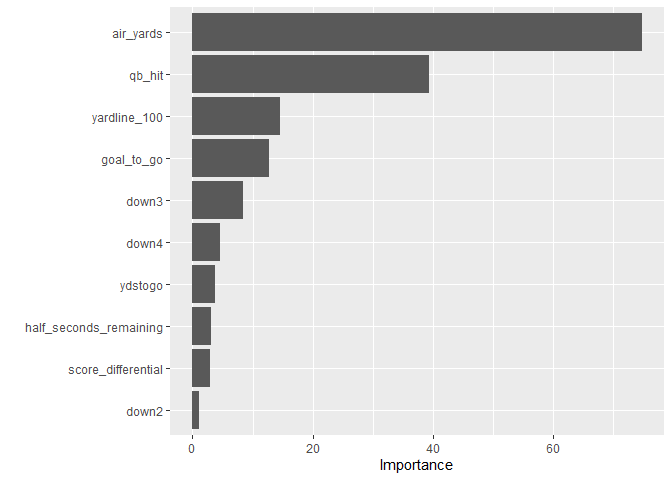 air_yards
qb_hit
yardline_100
goal_to_go
down3
down4
ydstogo
half_seconds_remaining
score_differential
down2
0 20 40 60
Importance